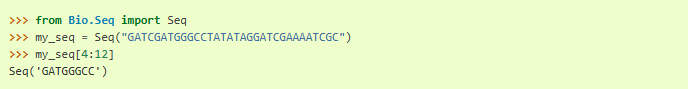 >>> from Bio.Seq import Seq
>>> my_seq = Seq("GATCGATGGGCCTATATAGGATCGAAAATCGC")
>>> my_seq[4:12]
Seq('GATGGGCC')